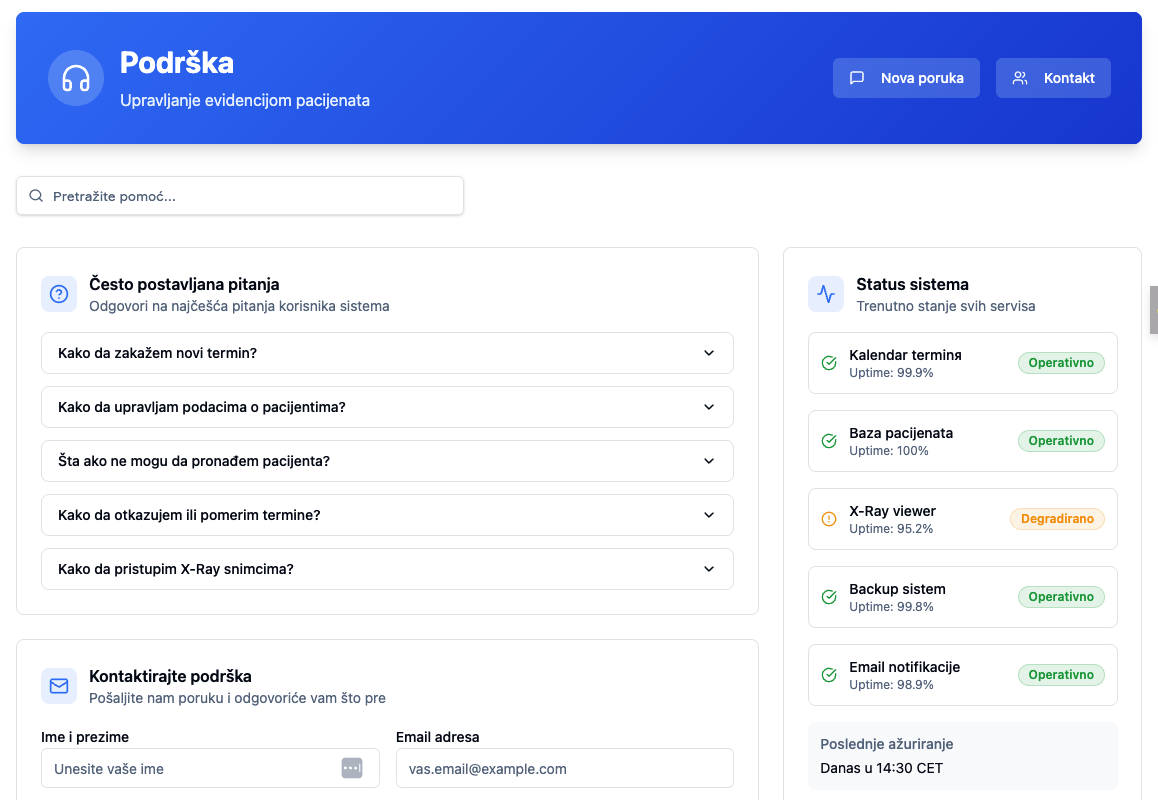 Podrška
Upravljanje evidencijom pacijenata
Nova poruka
Kontakt
Pretražite pomoć...
Često postavljana pitanja
Odgovori na najčešća pitanja korisnika sistema
Kako da zakažem novi termin?
Kako da upravljam podacima o pacijentima?
Šta ako ne mogu da pronađem pacijenta?
Kako da otkazujem ili pomerim termine?
Kako da pristupim X-Ray snimcima?
Kontaktirajte podrška
Pošaljite nam poruku i odgovoriće vam što pre
Ime i prezime
Unesite vaše ime
Email adresa
vas.email@example.com
Status sistema
Trenutno stanje svih servisa
Kalendar terminя
Uptime: 99.9%
Operativno
Baza pacijenata
Uptime: 100%
Operativno
X-Ray viewer
Uptime: 95.2%
Degradirano
Backup sistem
Uptime: 99.8%
Operativno
Email notifikacije
Uptime: 98.9%
Operativno
Poslednje ažuriranje
Danas u 14:30 CET